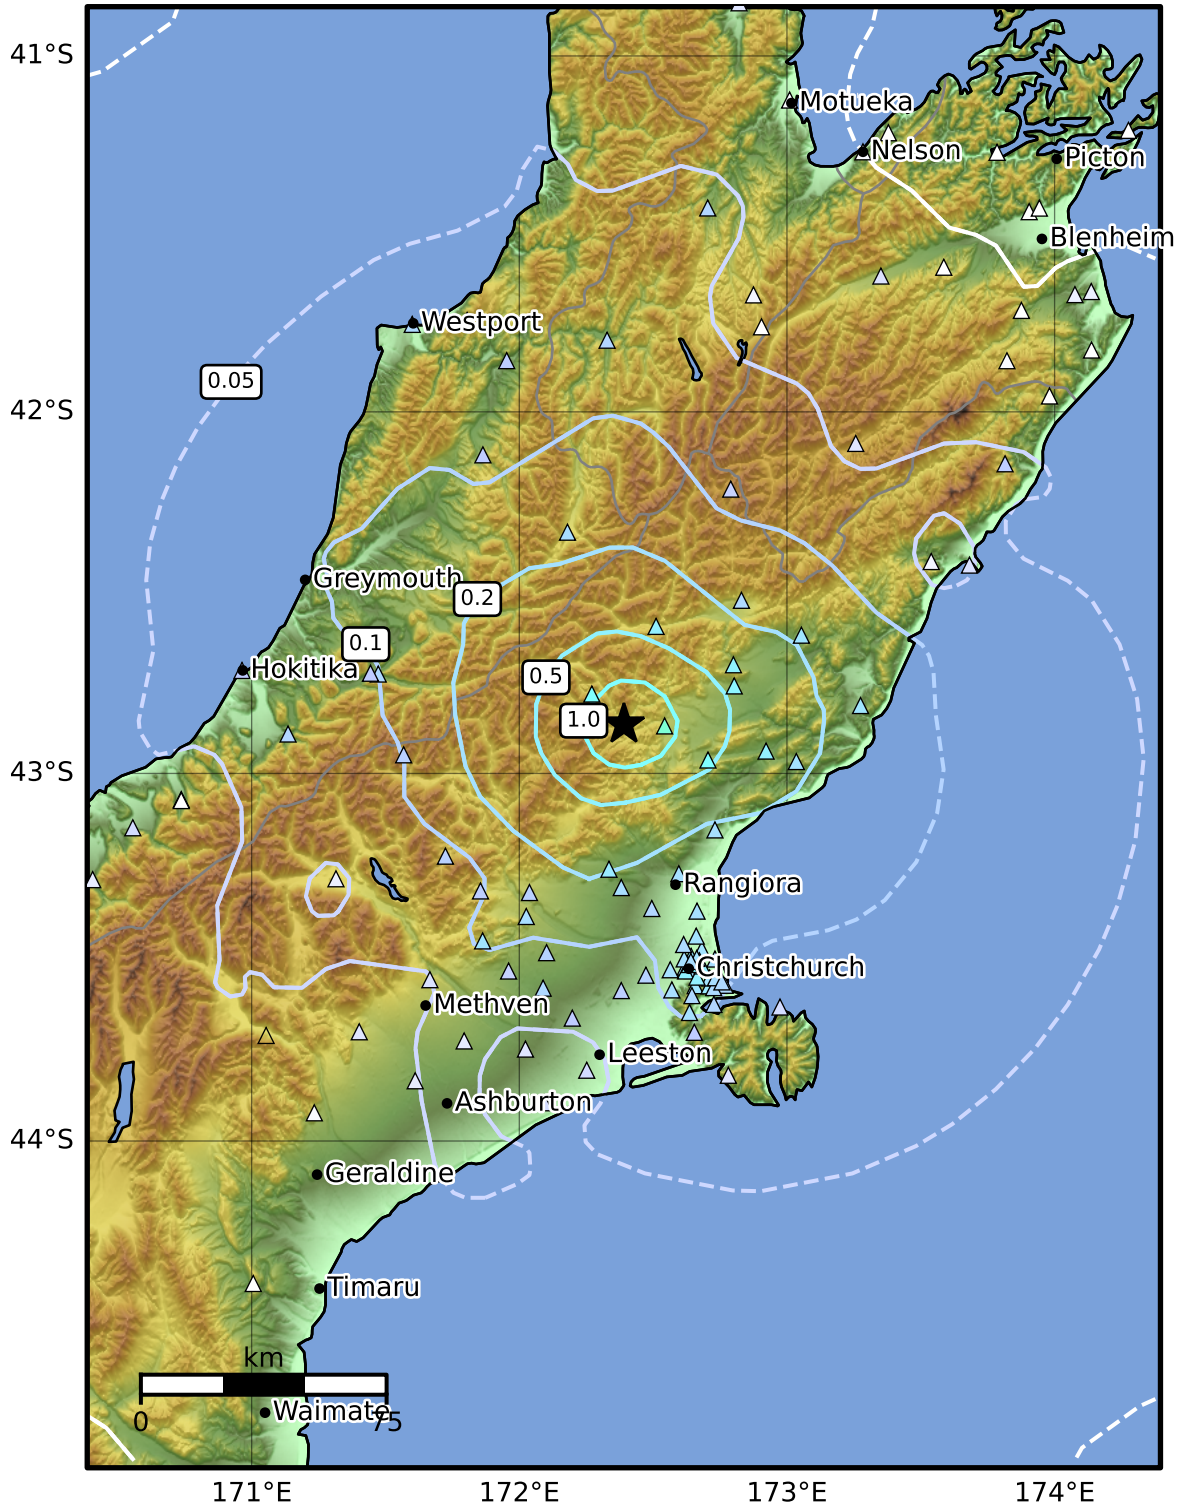 41°S
Motueka
Nelson
Picton
Blenheim
Westport
0.05
42°S
Greymouth
0.2
0.1
Hokitika
0.5
1.0
43°S
Rangiora
Christchurch
Methven
Leeston
Ashburton
44°S
Geraldine
Timaru
km
Waimate
0
75
171°E
172°E
173°E
174°E